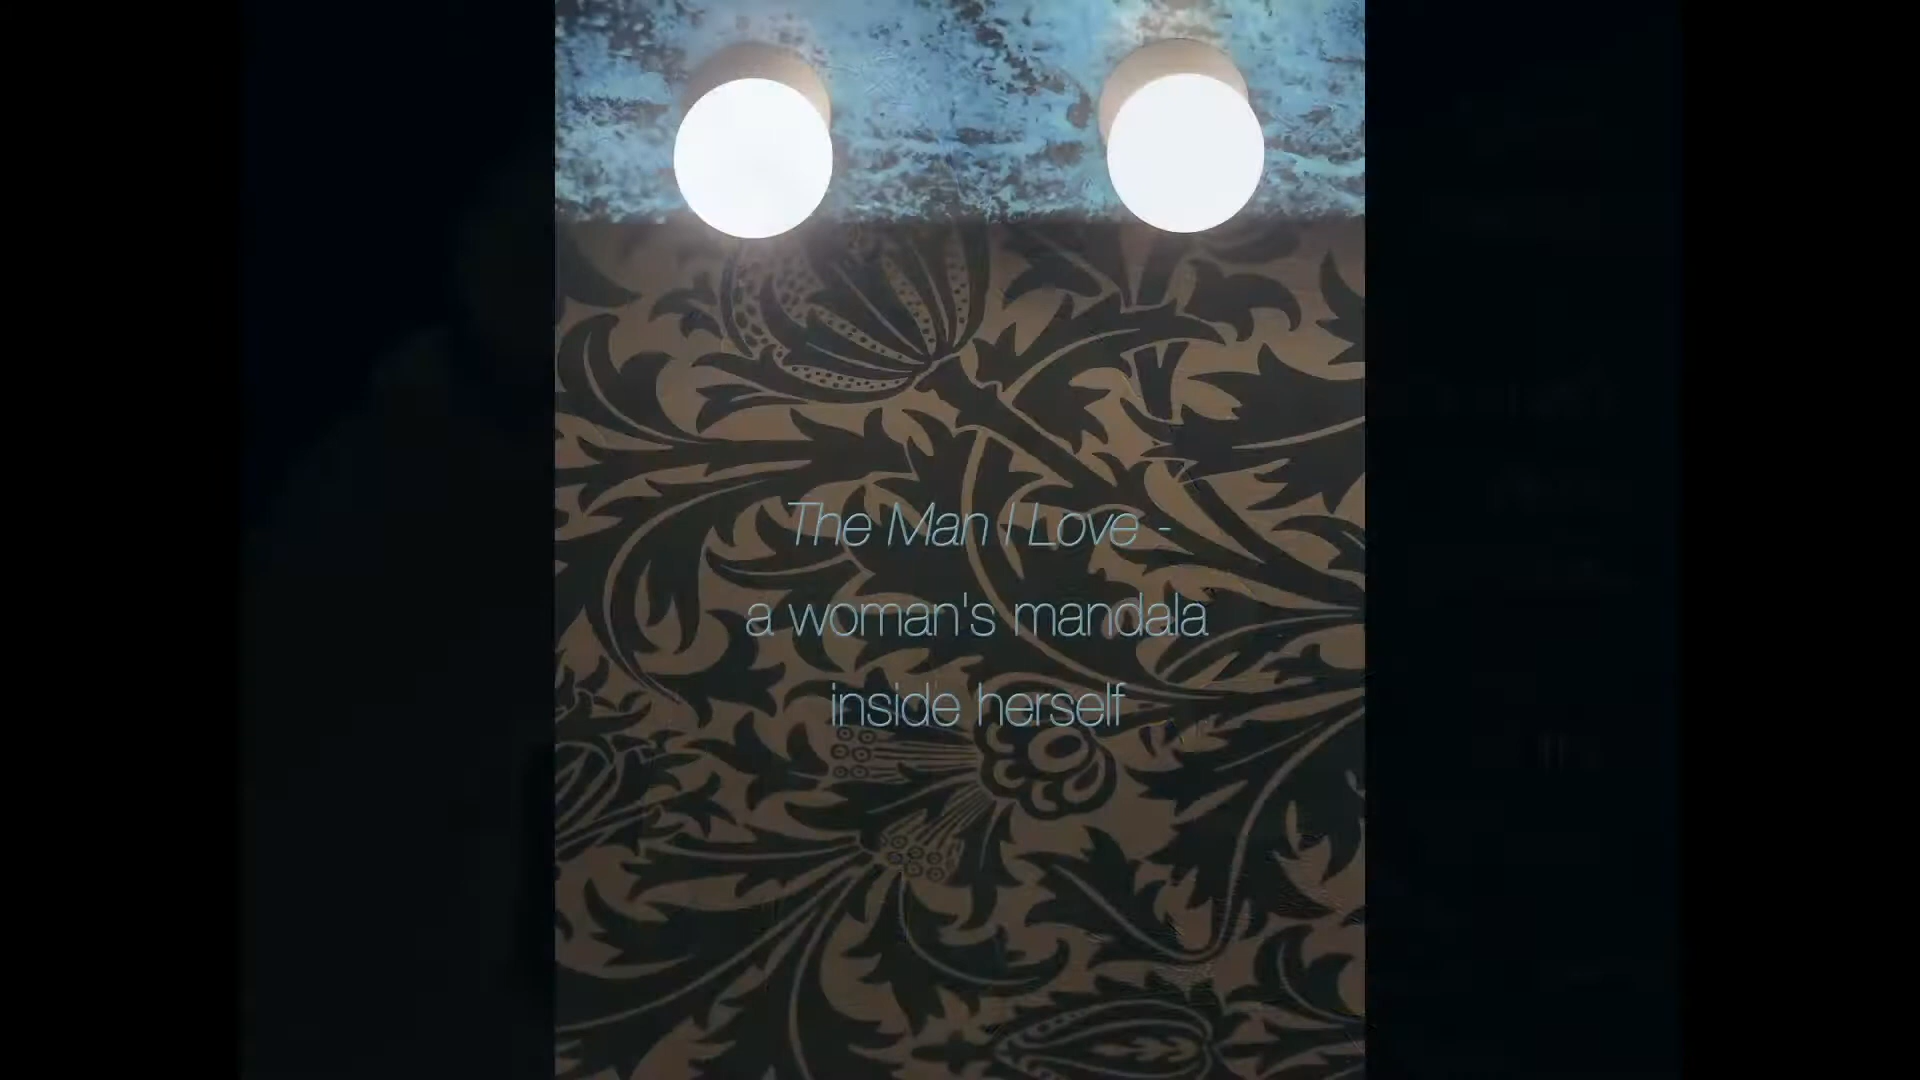 The Man I Love -
a woman's mandala
inside herself